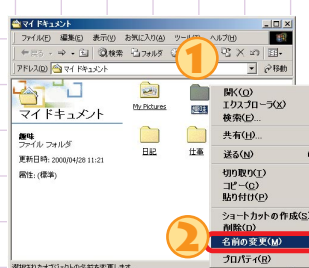 マイ ドキュメント
ファイル(F) 編集(E) 表示(V) お気に入り(A) ツール(T) ヘルプ(H)
戻る 検索 フォルダ
アドレス(D) マイ ドキュメント 移動
1
マイ ドキュメント
趣味
ファイル フォルダ
更新日時: 2000/04/28 11:21
属性: (標準)
My Pictures
趣味
日記
仕事
開く(O)
エクスプローラ(X)
検索(E)...
共有(H)...
送る(N)
切り取り(T)
コピー(C)
貼り付け(P)
ショートカットの作成(S)
削除(D)
2
名前の変更(M)
プロパティ(R)
選択されたオブジェクトの名前を変更します